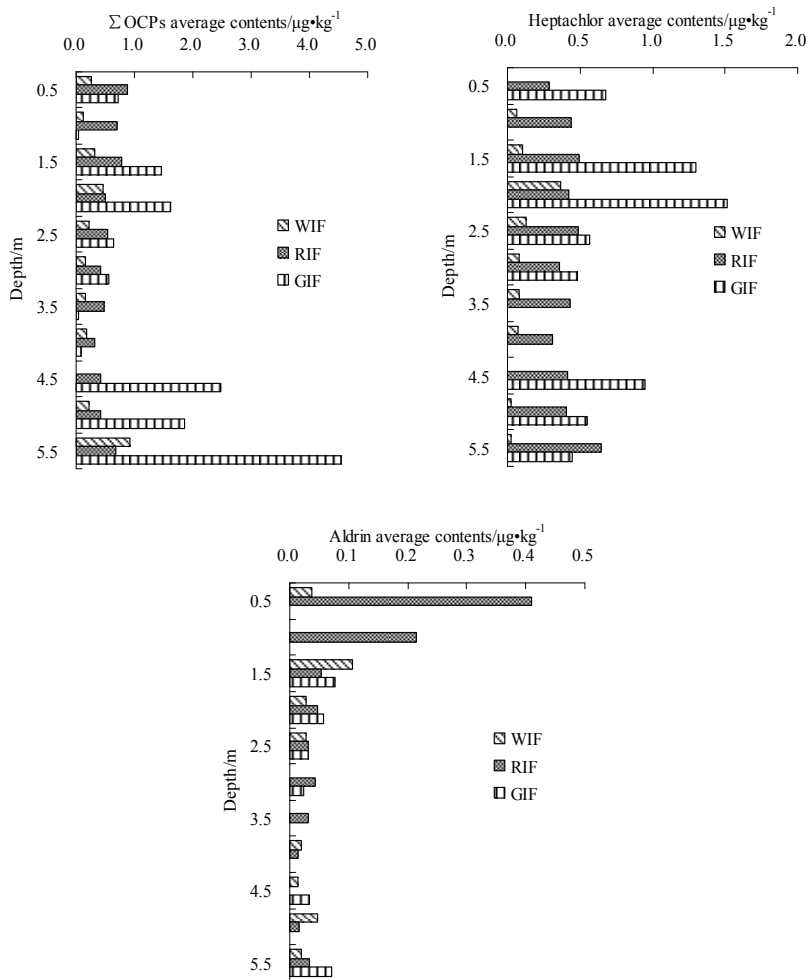 ∑ OCPs average contents/μg•kg⁻¹
0.0 1.0 2.0 3.0 4.0 5.0
0.5
1.5
2.5
3.5
4.5
5.5
Depth/m
WIF
RIF
GIF
Heptachlor average contents/μg•kg⁻¹
0.0 0.5 1.0 1.5 2.0
0.5
1.5
2.5
3.5
4.5
5.5
Depth/m
WIF
RIF
GIF
Aldrin average contents/μg•kg⁻¹
0.0 0.1 0.2 0.3 0.4 0.5
0.5
1.5
2.5
3.5
4.5
5.5
Depth/m
WIF
RIF
GIF